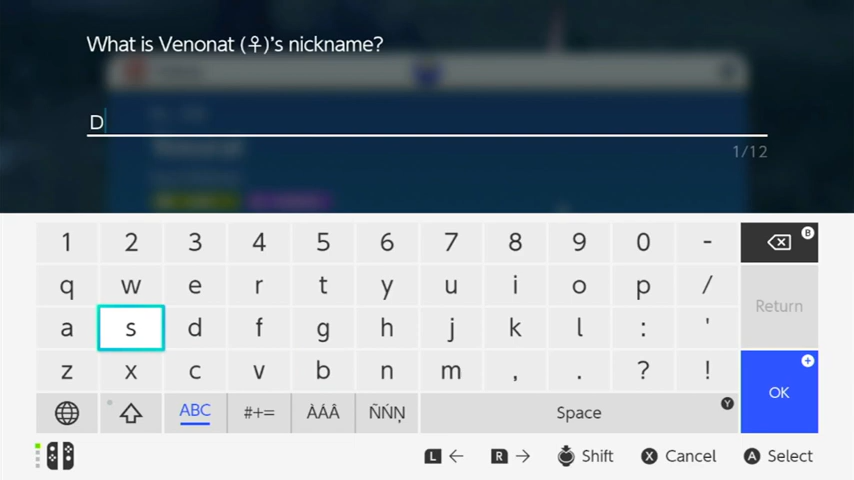 What is Venonat (♀)'s nickname?
D
1/12
1 2 3 4 5 6 7 8 9 0 - B
q w e r t y u i o p /
a s d f g h j k l : ' Return
z x c v b n m , . ? ! +
OK
ABC #+= ÀÁÂ ÑŃŅ Space Y
L ← R → Shift X Cancel A Select